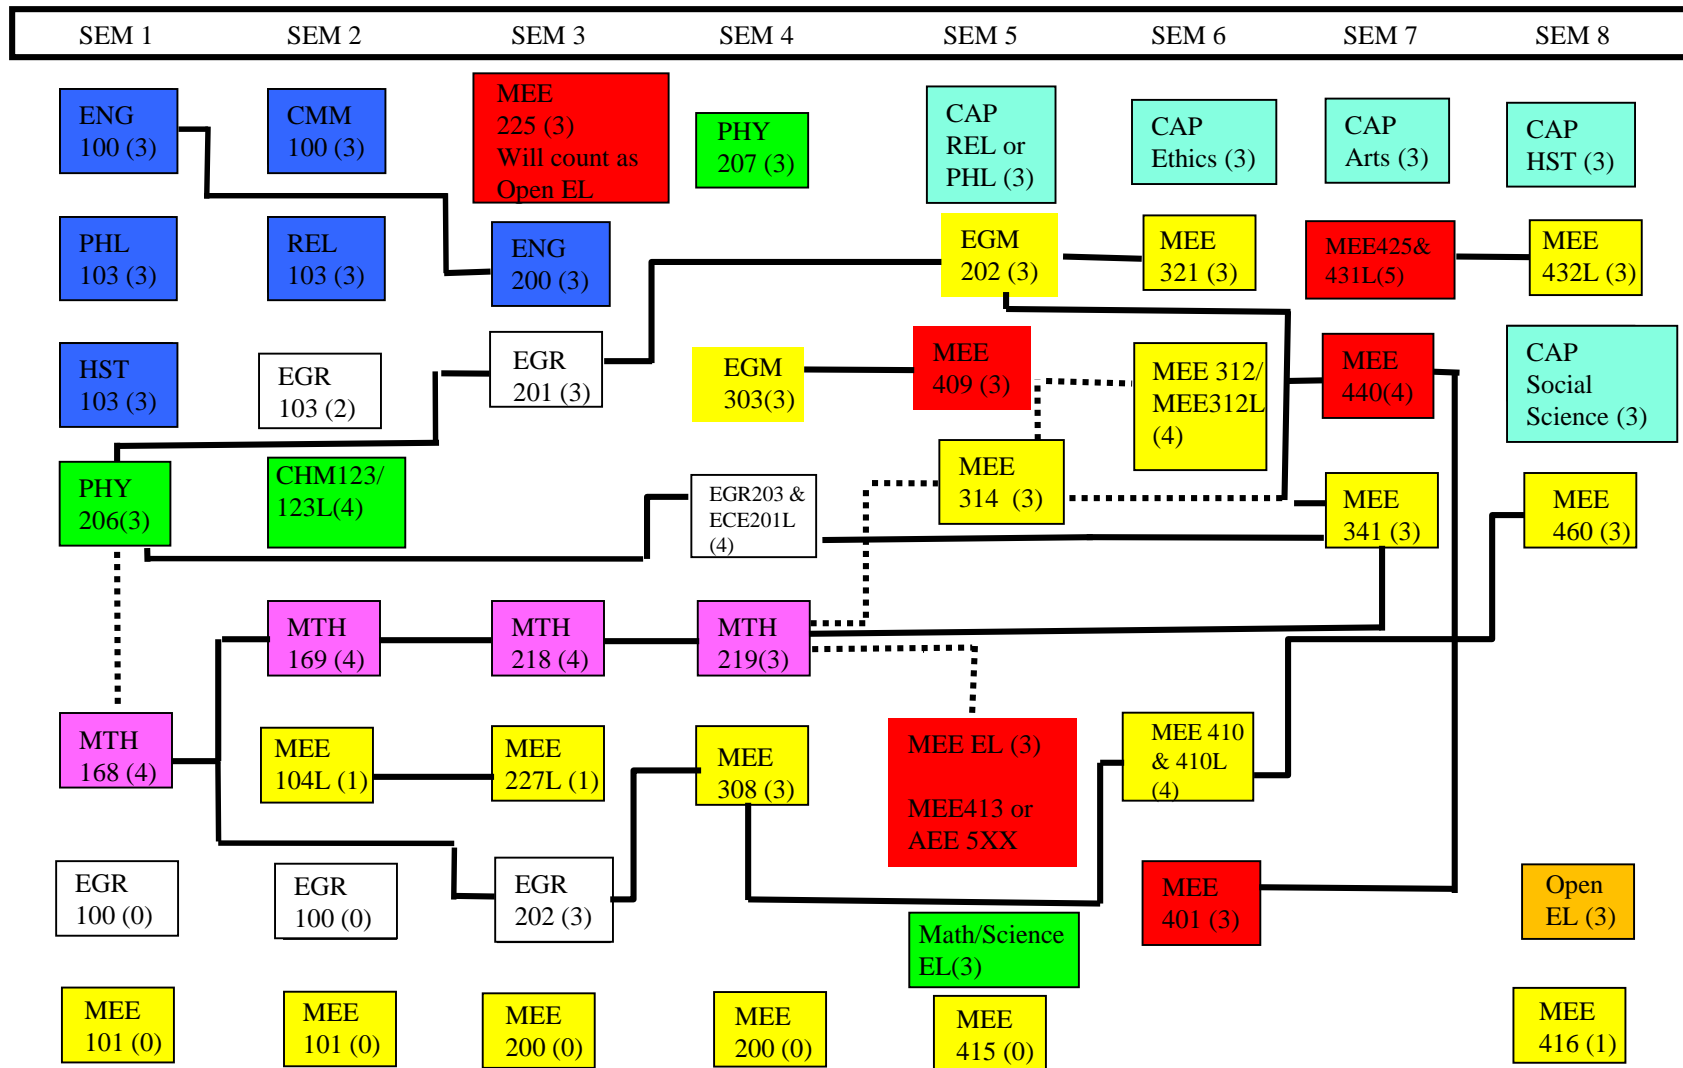 SEM 1
SEM 2
SEM 3
SEM 4
SEM 5
SEM 6
SEM 7
SEM 8
ENG
100 (3)
CMM
100 (3)
MEE
225 (3)
Will count as
Open EL
PHY
207 (3)
CAP
REL or
PHL (3)
CAP
Ethics (3)
CAP
Arts (3)
CAP
HST (3)
PHL
103 (3)
REL
103 (3)
ENG
200 (3)
EGM
202 (3)
MEE
321 (3)
MEE425&
431L(5)
MEE
432L (3)
HST
103 (3)
EGR
103 (2)
EGR
201 (3)
EGM
303(3)
MEE
409 (3)
MEE 312/
MEE312L
(4)
MEE
440(4)
CAP
Social
Science (3)
PHY
206(3)
CHM123/
123L(4)
EGR203 &
ECE201L
(4)
MEE
314 (3)
MEE
341 (3)
MEE
460 (3)
MTH
169 (4)
MTH
218 (4)
MTH
219(3)
MTH
168 (4)
MEE
104L (1)
MEE
227L (1)
MEE
308 (3)
MEE EL (3)
MEE413 or
AEE 5XX
MEE 410
& 410L
(4)
EGR
100 (0)
EGR
100 (0)
EGR
202 (3)
Math/Science
EL(3)
MEE
401 (3)
Open
EL (3)
MEE
101 (0)
MEE
101 (0)
MEE
200 (0)
MEE
200 (0)
MEE
415 (0)
MEE
416 (1)